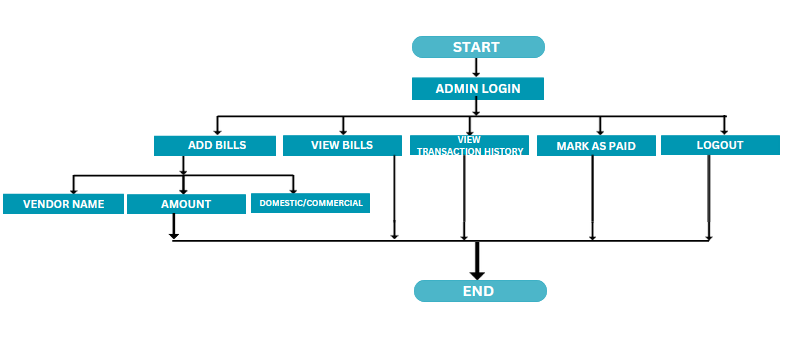 START
ADMIN LOGIN
ADD BILLS
VIEW BILLS
VIEW
TRANSACTION HISTORY
MARK AS PAID
LOGOUT
VENDOR NAME
AMOUNT
DOMESTIC/COMMERCIAL
END